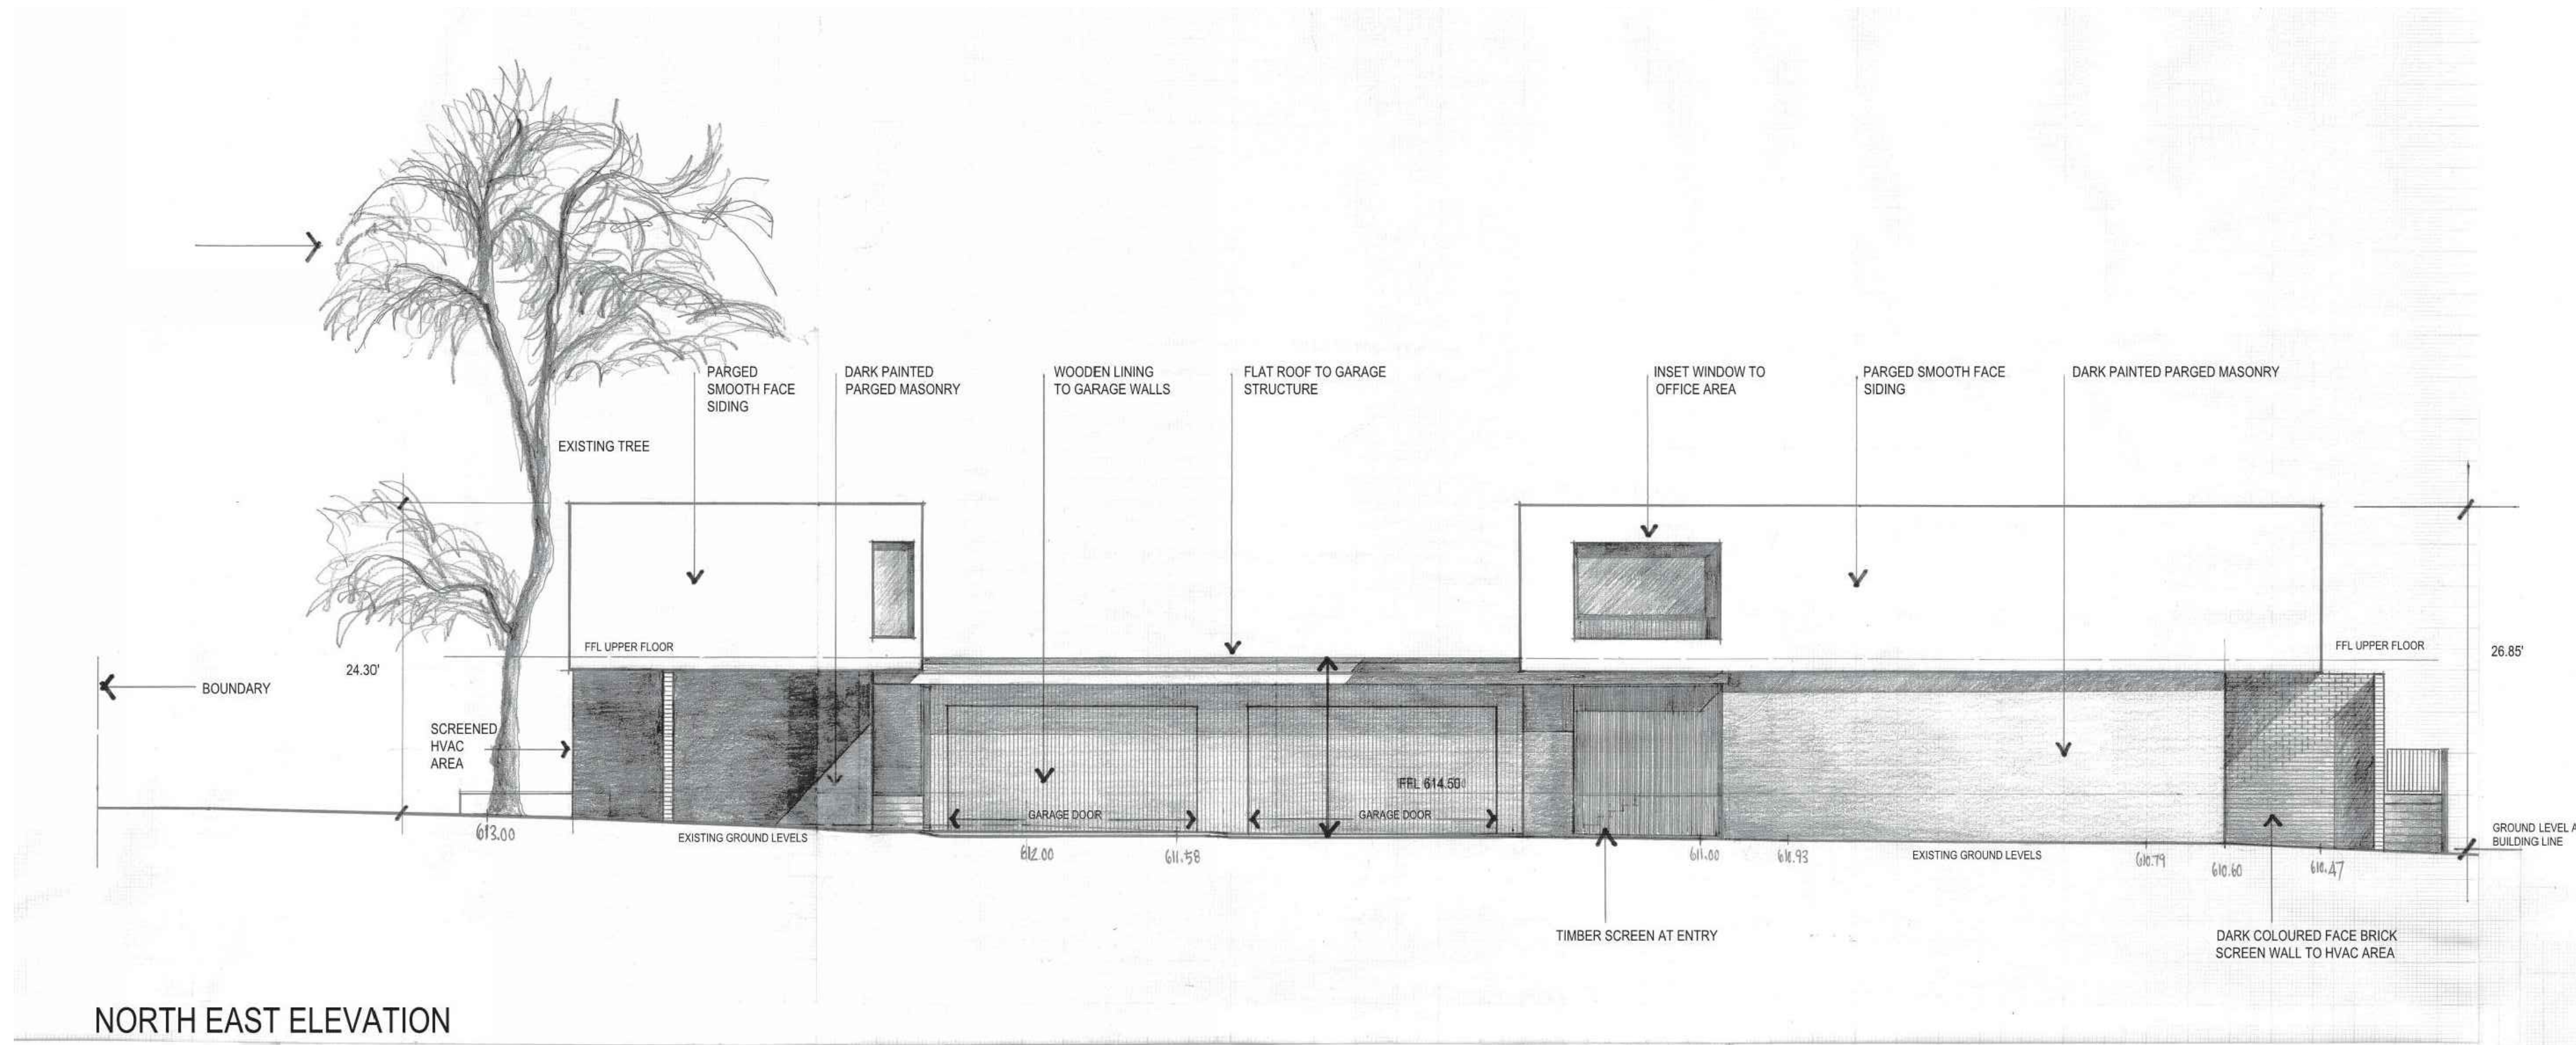 PARGED
SMOOTH FACE
SIDING
DARK PAINTED
PARGED MASONRY
WOODEN LINING
TO GARAGE WALLS
FLAT ROOF TO GARAGE
STRUCTURE
INSET WINDOW TO
OFFICE AREA
PARGED SMOOTH FACE
SIDING
DARK PAINTED PARGED MASONRY
EXISTING TREE
FFL UPPER FLOOR
FFL UPPER FLOOR
24.30'
26.85'
BOUNDARY
SCREENED
HVAC
AREA
FFL 614.50
GARAGE DOOR
GARAGE DOOR
GROUND LEVEL A
BUILDING LINE
613.00
EXISTING GROUND LEVELS
612.00
611.58
611.00
610.93
EXISTING GROUND LEVELS
610.79
610.60
610.47
TIMBER SCREEN AT ENTRY
DARK COLOURED FACE BRICK
SCREEN WALL TO HVAC AREA
NORTH EAST ELEVATION